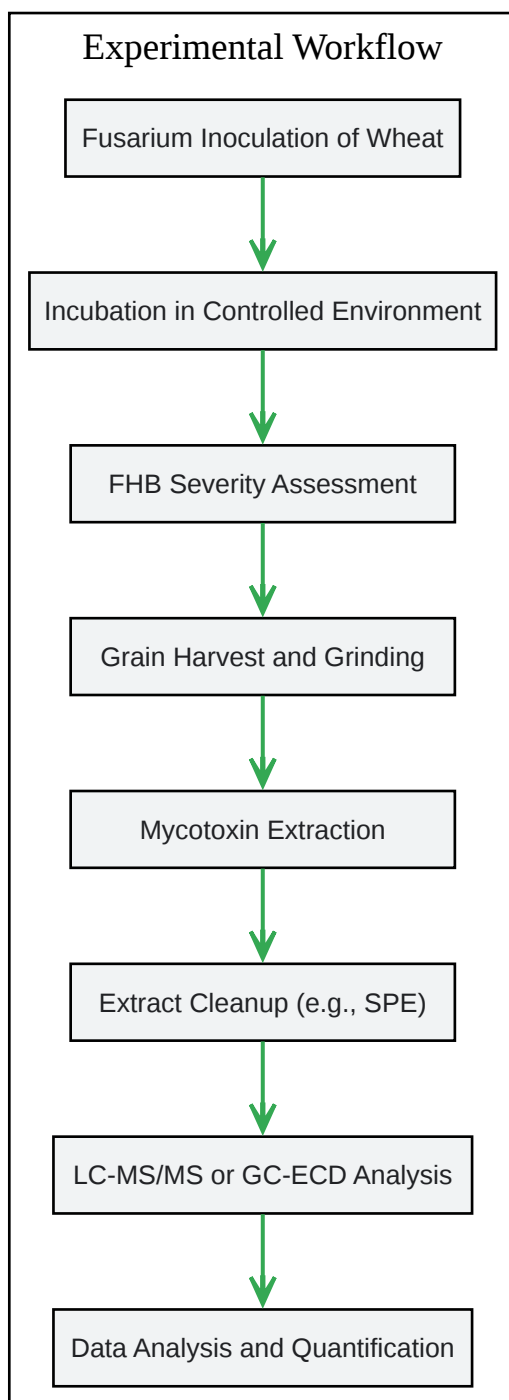 Experimental Workflow
Fusarium Inoculation of Wheat
Incubation in Controlled Environment
FHB Severity Assessment
Grain Harvest and Grinding
Mycotoxin Extraction
Extract Cleanup (e.g., SPE)
LC-MS/MS or GC-ECD Analysis
Data Analysis and Quantification